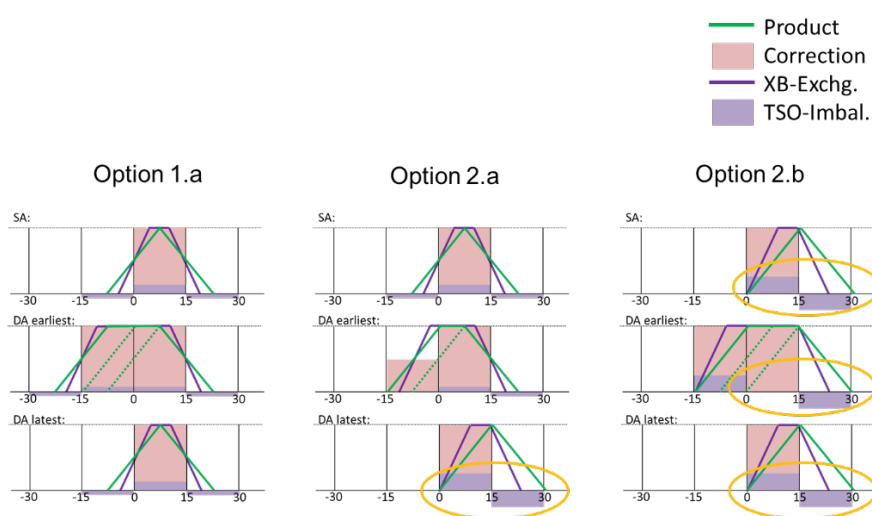 Product
Correction
XB-Exchg.
TSO-Imbal.
Option 1.a
Option 2.a
Option 2.b
SA:
-30 -15 0 15 30
SA:
-30 -15 0 15 30
SA:
-30 -15 0 15 30
DA earliest:
-30 -15 0 15 30
DA earliest:
-30 -15 0 15 30
DA earliest:
-30 -15 0 15 30
DA latest:
-30 -15 0 15 30
DA latest:
-30 -15 0 15 30
DA latest:
-30 -15 0 15 30